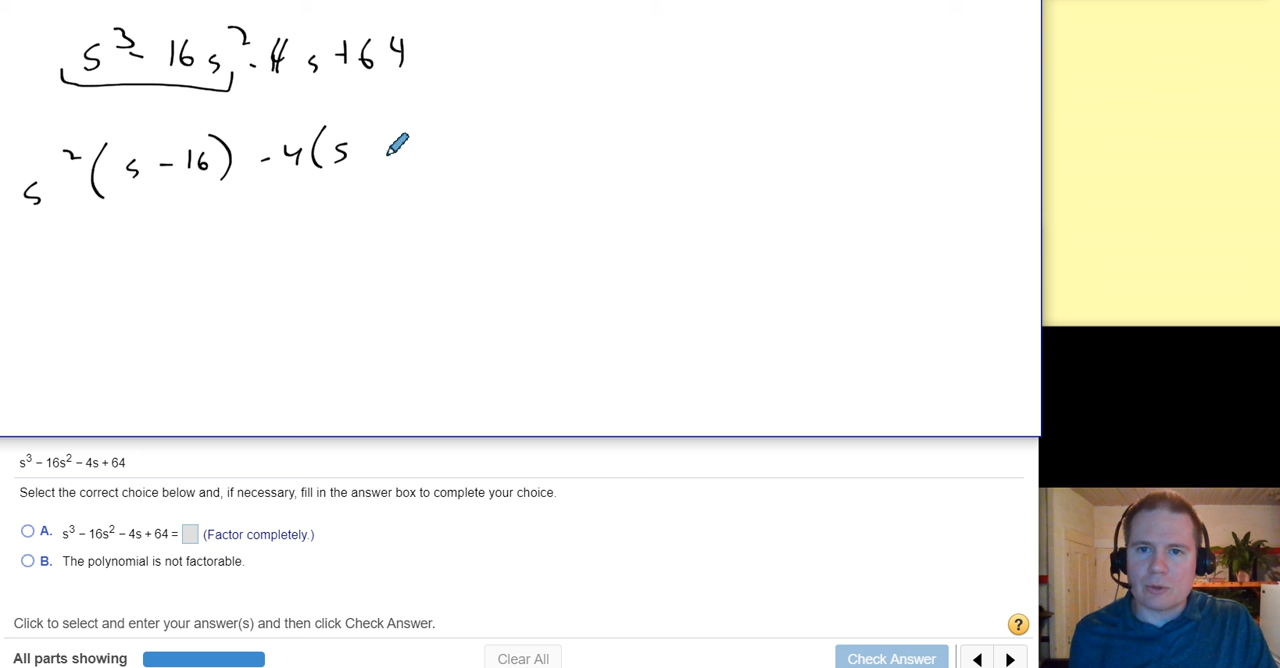 s³ - 16s² - 4s + 64
s²(s - 16) - 4(s
s³ – 16s² – 4s + 64
Select the correct choice below and, if necessary, fill in the answer box to complete your choice.
A. s³ – 16s² – 4s + 64 = (Factor completely.)
B. The polynomial is not factorable.
Click to select and enter your answer(s) and then click Check Answer.
?
All parts showing
Clear All
Check Answer